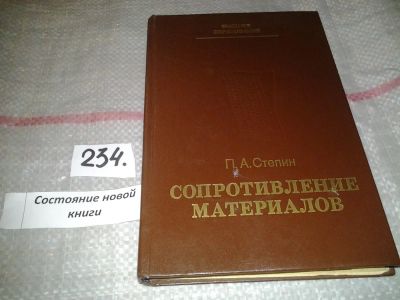 П. А. Степин
СОПРОТИВЛЕНИЕ
МАТЕРИАЛОВ
234.
Состояние новой
книги